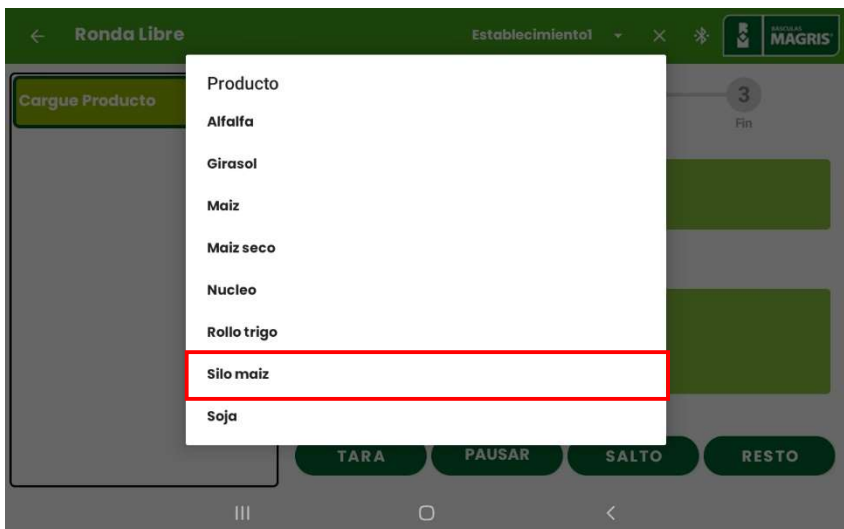 Ronda Libre
Establecimiento1
BASCULAS
MAGRIS
Cargue Producto
3
Fin
Producto
Alfalfa
Girasol
Maiz
Maiz seco
Nucleo
Rollo trigo
Silo maiz
Soja
TARA
PAUSAR
SALTO
RESTO